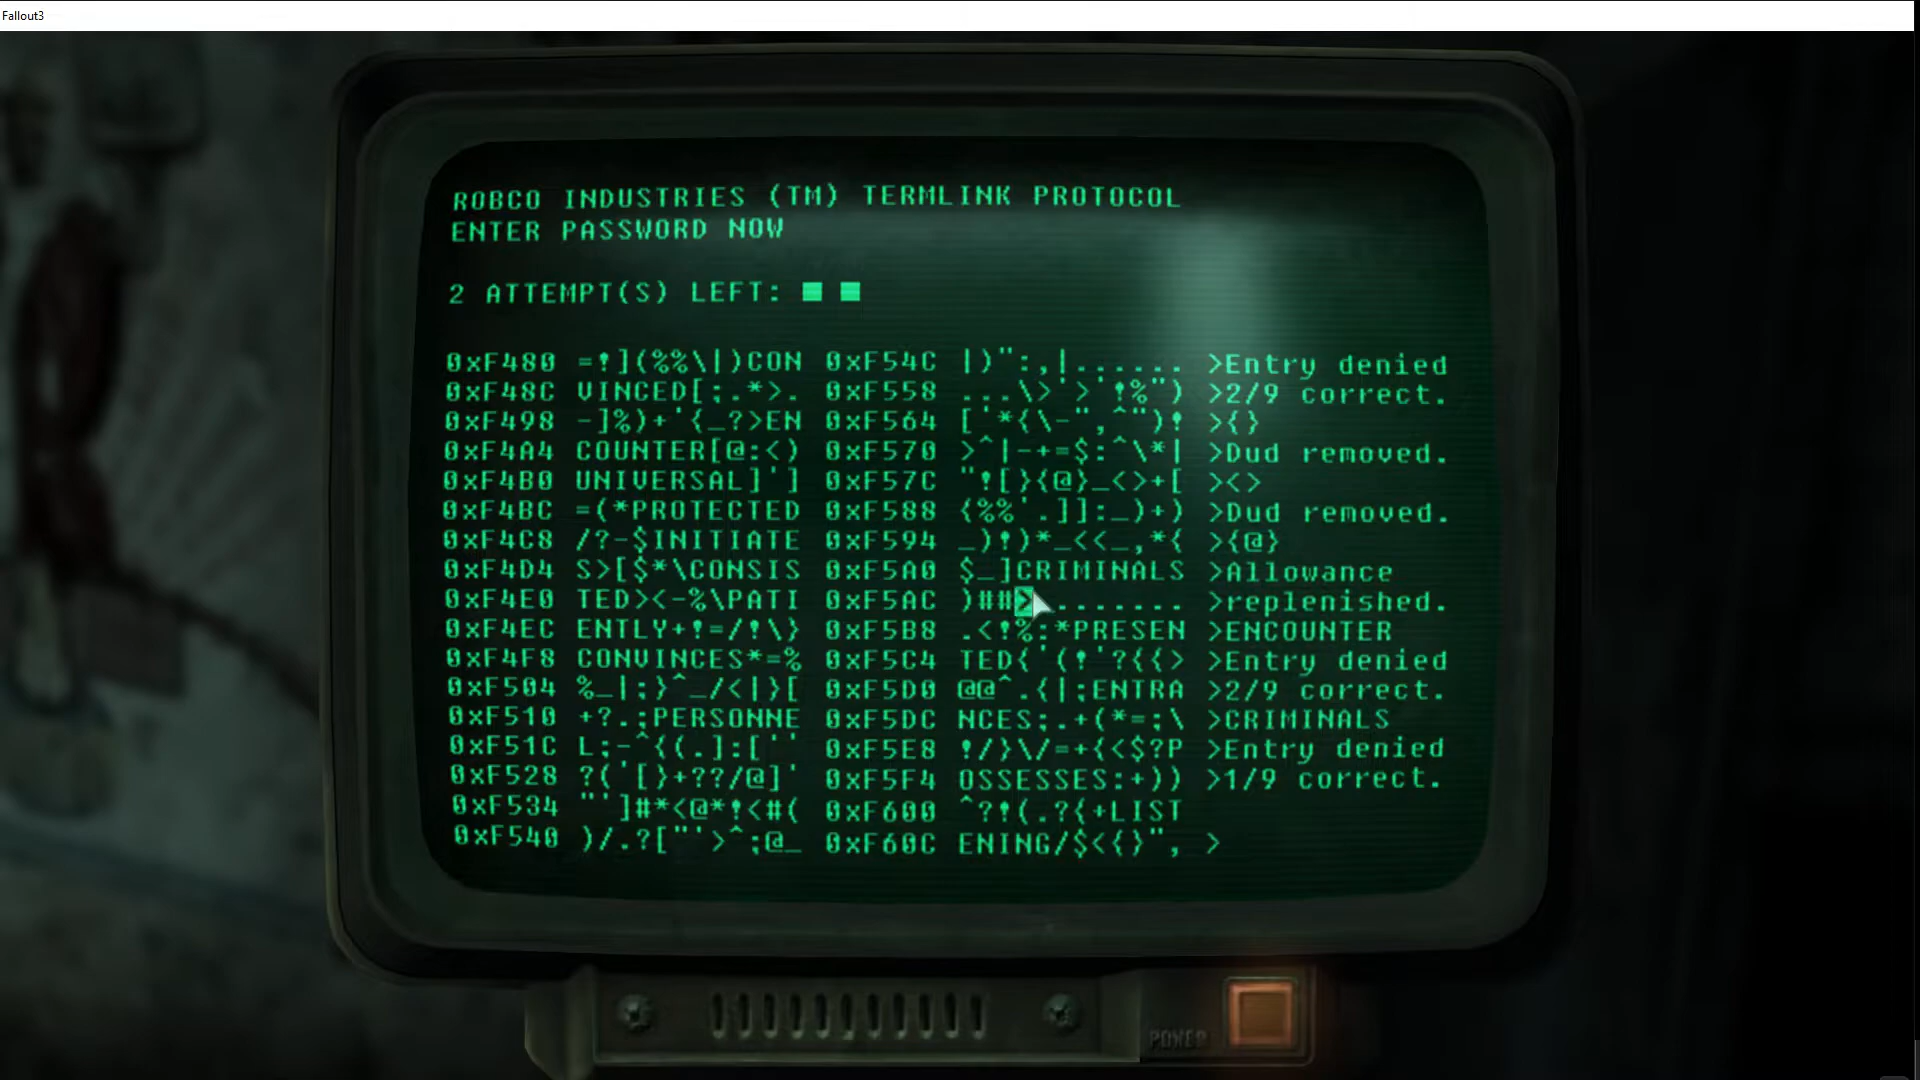 Fallout3
ROBCO INDUSTRIES (TM) TERMLINK PROTOCOL
ENTER PASSWORD NOW
2 ATTEMPT(S) LEFT: ■ ■
0xF480 =!](%%\|)CON 0xF54C |)":,|...... >Entry denied
0xF48C VINCED[;.*>. 0xF558 ...\>'>'!%") >2/9 correct.
0xF498 -]%)+'{_?>EN 0xF564 ['*{\-",^")! >{}
0xF4A4 COUNTER[@:<) 0xF570 >^|-+=$:^\*| >Dud removed.
0xF4B0 UNIVERSAL]'] 0xF57C "![}{@}_<>+[ ><>
0xF4BC =(*PROTECTED 0xF588 {%%'.]]:_)+) >Dud removed.
0xF4C8 /?-$INITIATE 0xF594 _)!)*_<<_,*{ >{@}
0xF4D4 S>[$*\CONSIS 0xF5A0 $_]CRIMINALS >Allowance
0xF4E0 TED><-%\PATI 0xF5AC )##>........ >replenished.
0xF4EC ENTLY+!=/!\} 0xF5B8 .<!%:*PRESEN >ENCOUNTER
0xF4F8 CONVINCES*=% 0xF5C4 TED{'(!'?{{> >Entry denied
0xF504 %_|;}^_/<|}[ 0xF5D0 @@^.{|;ENTRA >2/9 correct.
0xF510 +?.;PERSONNE 0xF5DC NCES;.+(*=;\ >CRIMINALS
0xF51C L;-^{(.]:['' 0xF5E8 !/}\/=+{<$?P >Entry denied
0xF528 ?('[}+??/@]' 0xF5F4 OSSESSES:+)) >1/9 correct.
0xF534 "']#*<@*!<#( 0xF600 ^?!(.?{+LIST
0xF540 )/.?["'>^;@_ 0xF60C ENING/$<{}", >
POWER